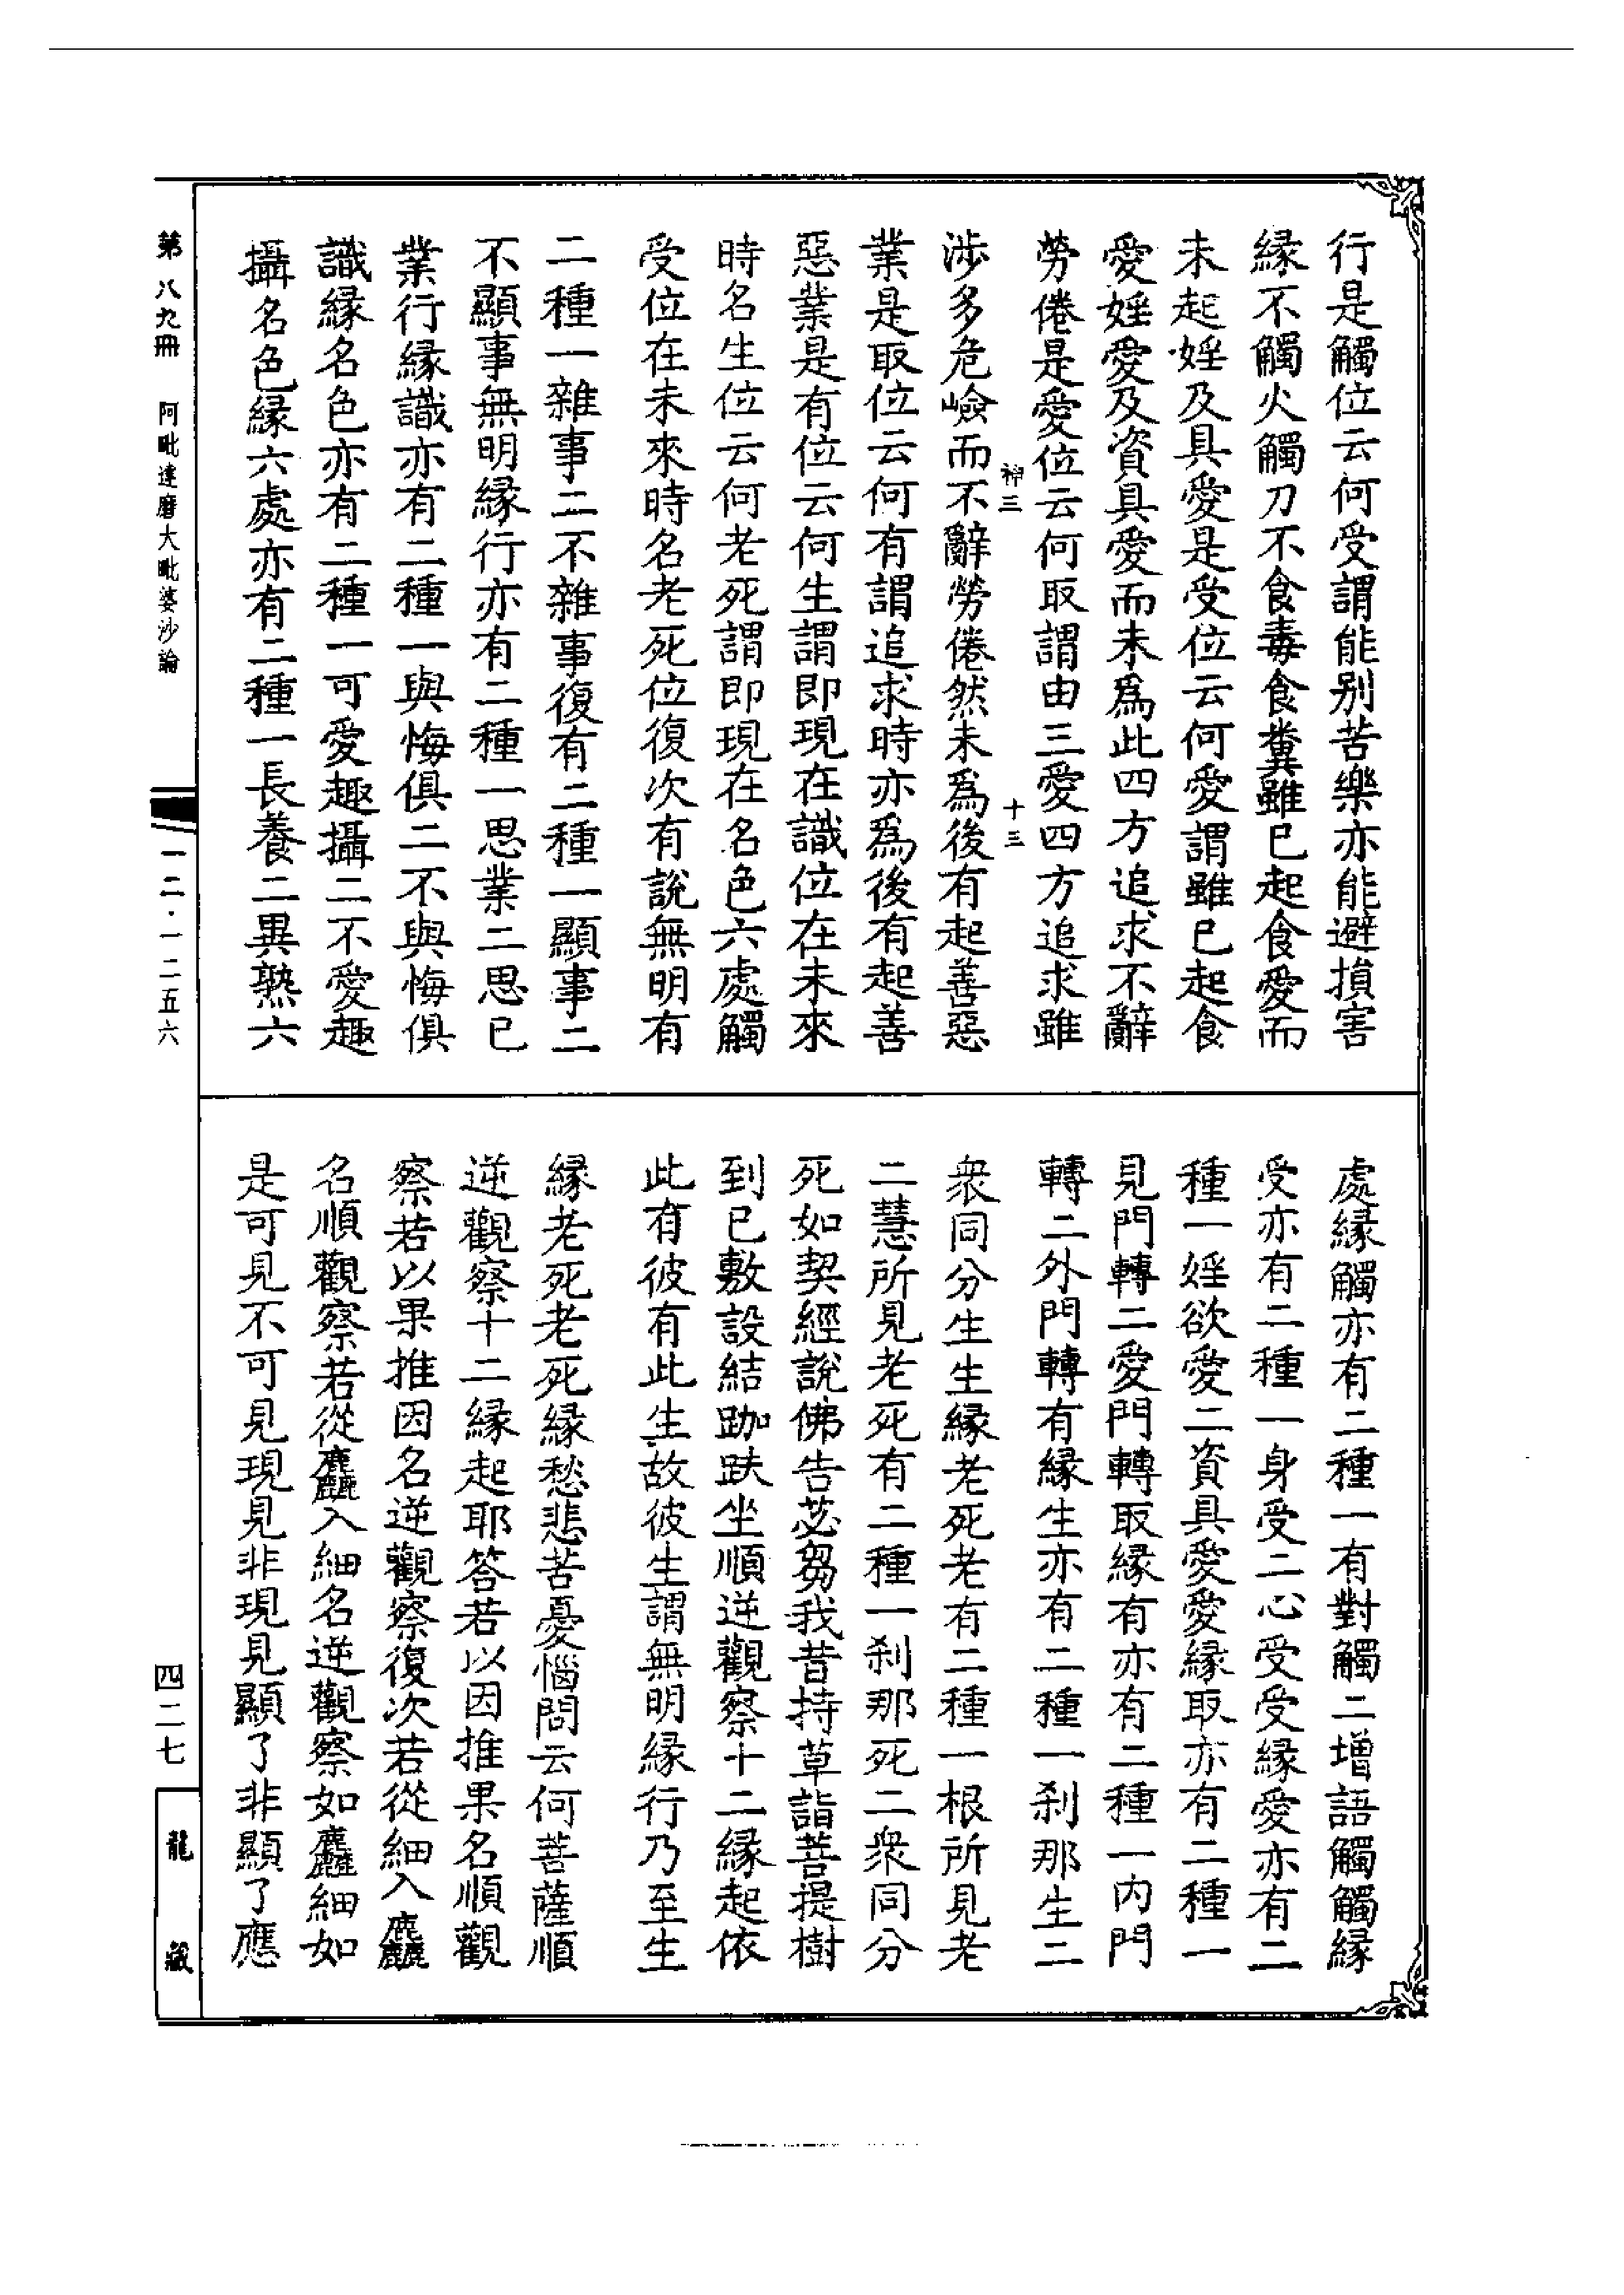 行是觸位云何受謂能别苦樂亦能避損害
緣不觸火觸刀不食毒食糞雖已起食愛而
未起婬及具愛是受位云何愛謂雖已起食
愛婬愛及資具愛而未爲此四方追求不辭
勞倦是愛位云何取謂由三愛四方追求雖
神三
十三
涉多危嶮而不辭勞倦然未爲後有起善惡
業是取位云何有謂追求時亦爲後有起善
惡業是有位云何生謂即現在識位在未來
時名生位云何老死謂即現在名色六處觸
受位在未來時名老死位復次有說無明有
二種一雜事二不雜事復有二種一顯事二
不顯事無明緣行亦有二種一思業二思已
業行緣識亦有二種一與悔俱二不與悔俱
識緣名色亦有二種一可愛趣攝二不愛趣
攝名色緣六處亦有二種一長養二異熟六
處緣觸亦有二種一有對觸二增語觸觸緣
受亦有二種一身受二心受受緣愛亦有二
種一婬欲愛二資具愛愛緣取亦有二種一
見門轉二愛門轉取緣有亦有二種一内門
轉二外門轉有緣生亦有二種一刹那生二
衆同分生生緣老死老有二種一根所見老
二慧所見老死有二種一刹那死二衆同分
死如契經說佛告苾芻我昔持草詣菩提樹
到已敷設結跏趺坐順逆觀察十二緣起依
此有彼有此生故彼生謂無明緣行乃至生
緣老死老死緣愁悲苦憂惱問云何菩薩順
逆觀察十二緣起耶答若以因推果名順觀
察若以果推因名逆觀察復次若從細入麤
名順觀察若從麤入細名逆觀察如麤細如
是可見不可見現見非現見顯了非顯了應
第八九冊　阿毗達磨大毗婆沙論
一二·一二五六
四二七
龍藏